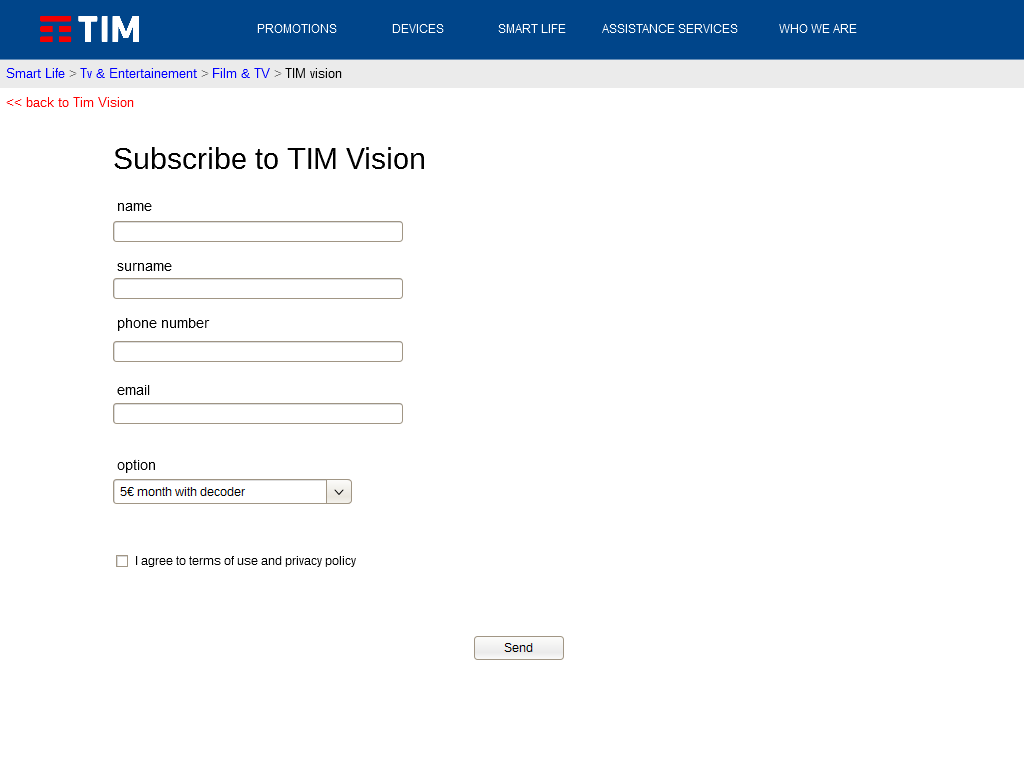 TIM PROMOTIONS DEVICES SMART LIFE ASSISTANCE SERVICES WHO WE ARE
Smart Life > Tv & Entertainement > Film & TV > TIM vision
<< back to Tim Vision
Subscribe to TIM Vision
name
surname
phone number
email
option
5€ month with decoder
I agree to terms of use and privacy policy
Send